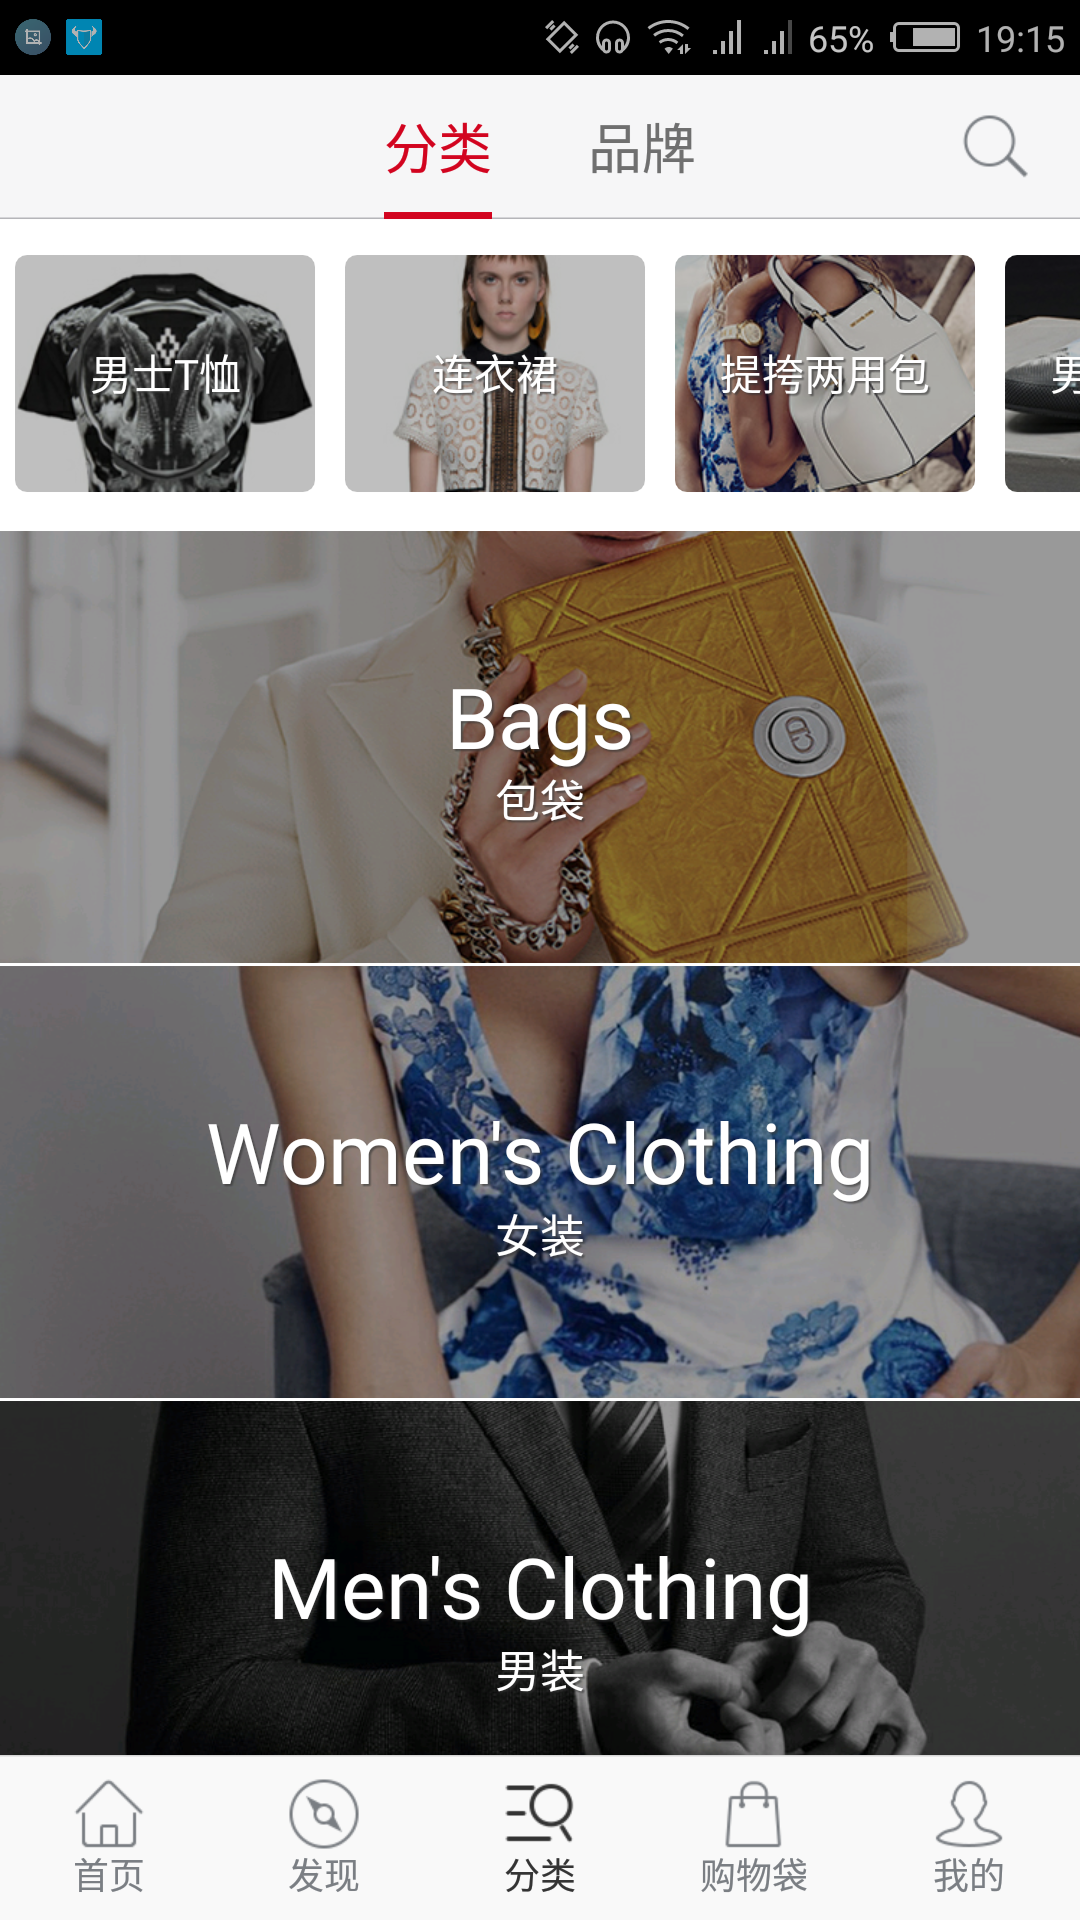 65% 19:15
分类 品牌
男士T恤 连衣裙 提挎两用包 男
Bags
包袋
Women's Clothing
女装
Men's Clothing
男装
首页 发现 分类 购物袋 我的